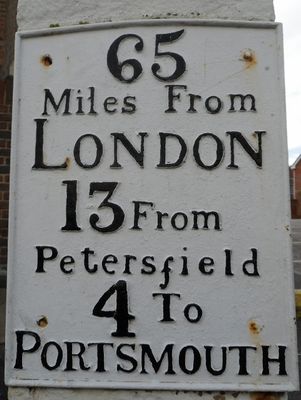 65
Miles From
LONDON
13 From
Petersfield
4 To
PORTSMOUTH